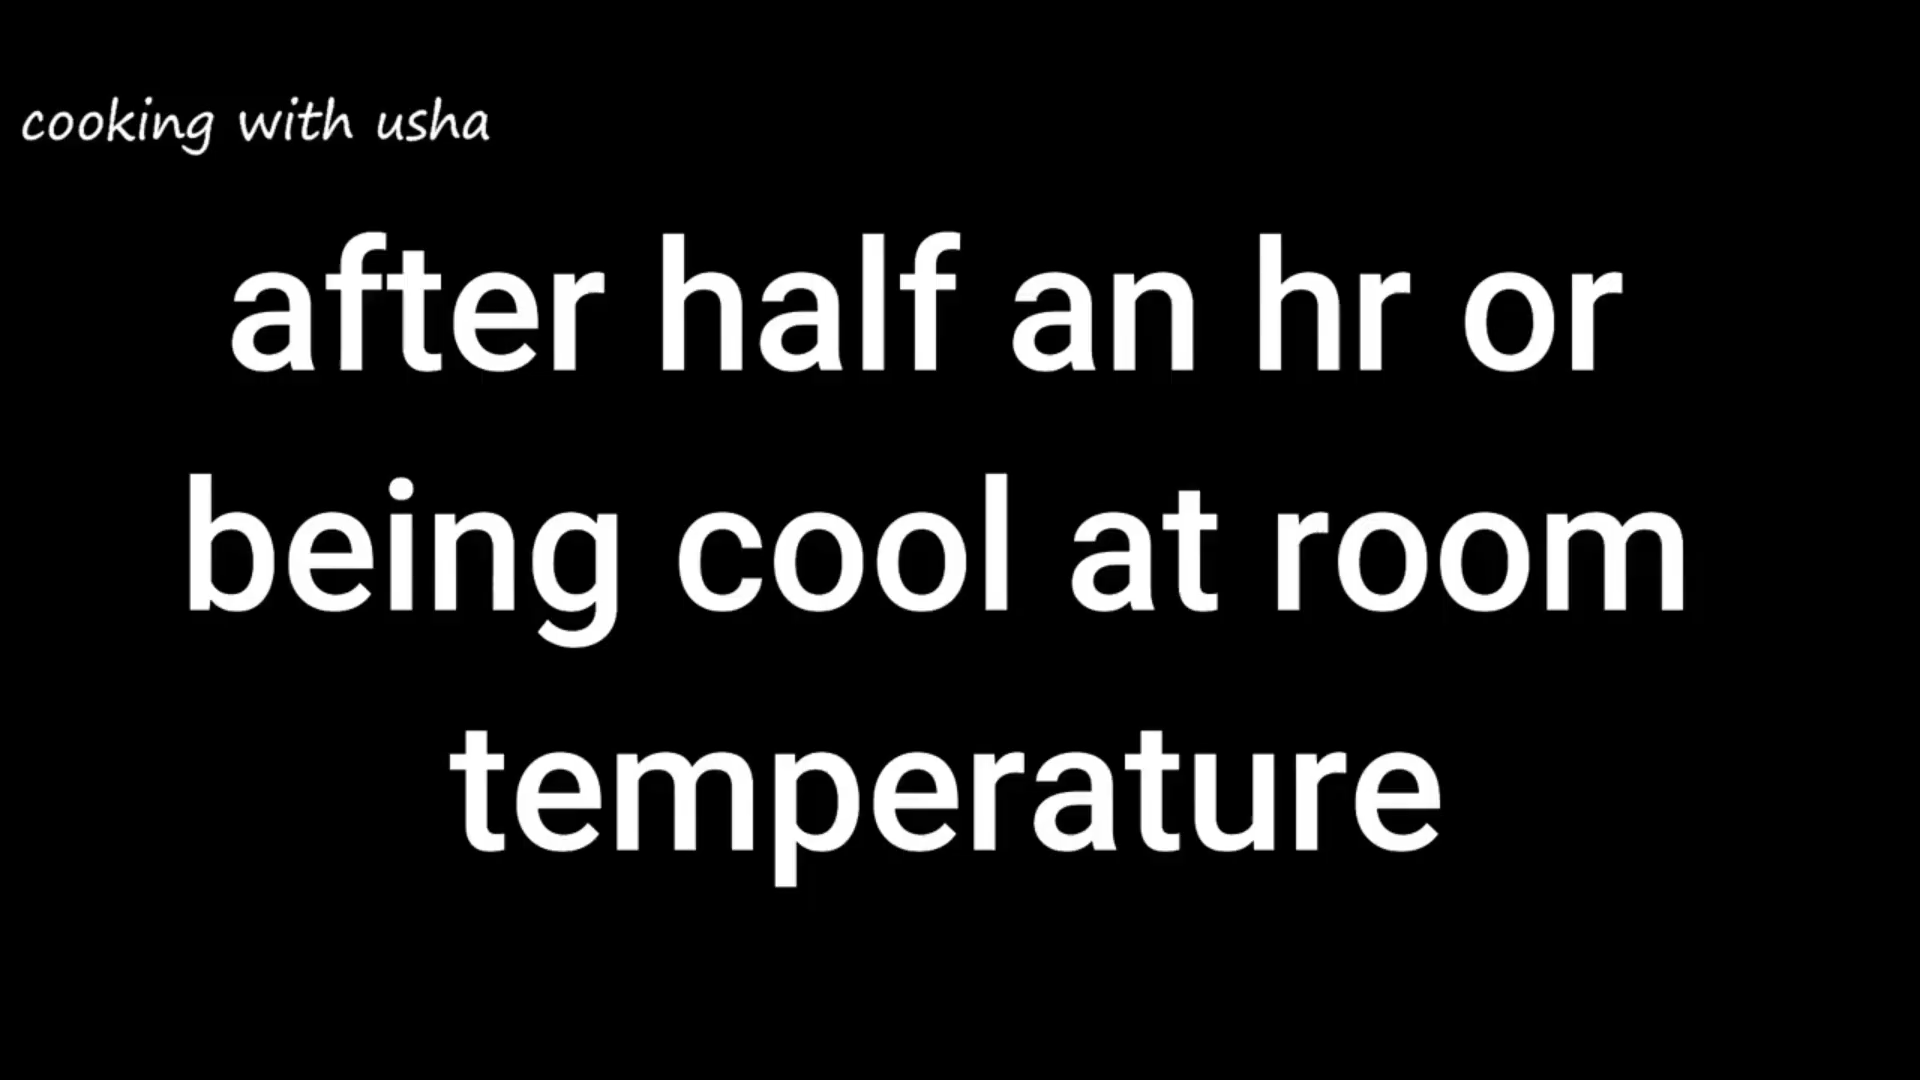 cooking with usha
after half an hr or
being cool at room
temperature